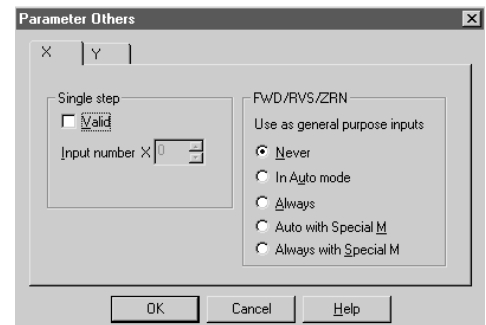 Parameter Others
X Y
Single step
Valid
Input number X 0
FWD/RVS/ZRN
Use as general purpose inputs
Never
In Auto mode
Always
Auto with Special M
Always with Special M
OK Cancel Help